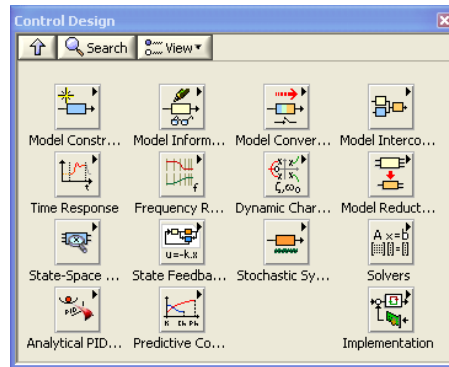 Control Design
Search View
Model Constr... Model Inform... Model Conver... Model Interco...
Time Response Frequency R... Dynamic Char... Model Reduct...
u=-k.x A x=b
State-Space ... State Feedba... Stochastic Sy... Solvers
PID
Analytical PID... Predictive Co... Implementation